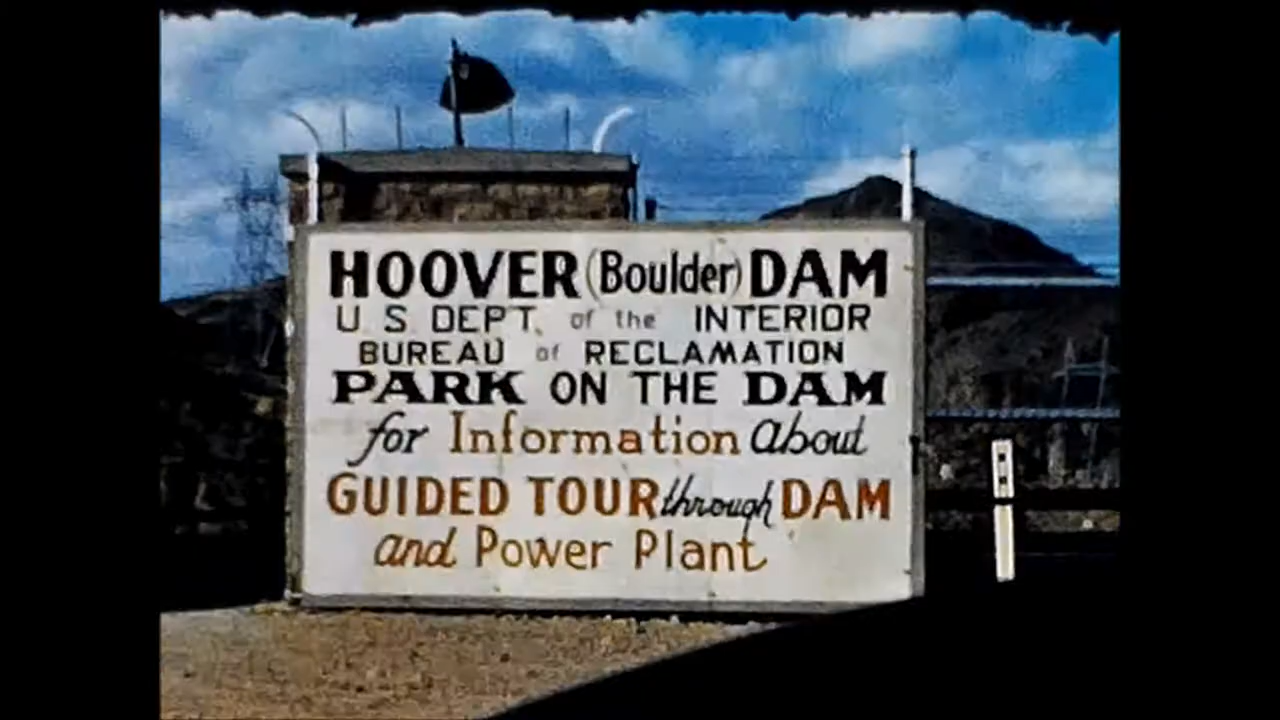 HOOVER (Boulder) DAM
U.S. DEPT. of the INTERIOR
BUREAU of RECLAMATION
PARK ON THE DAM
for Information About
GUIDED TOUR through DAM
and Power Plant